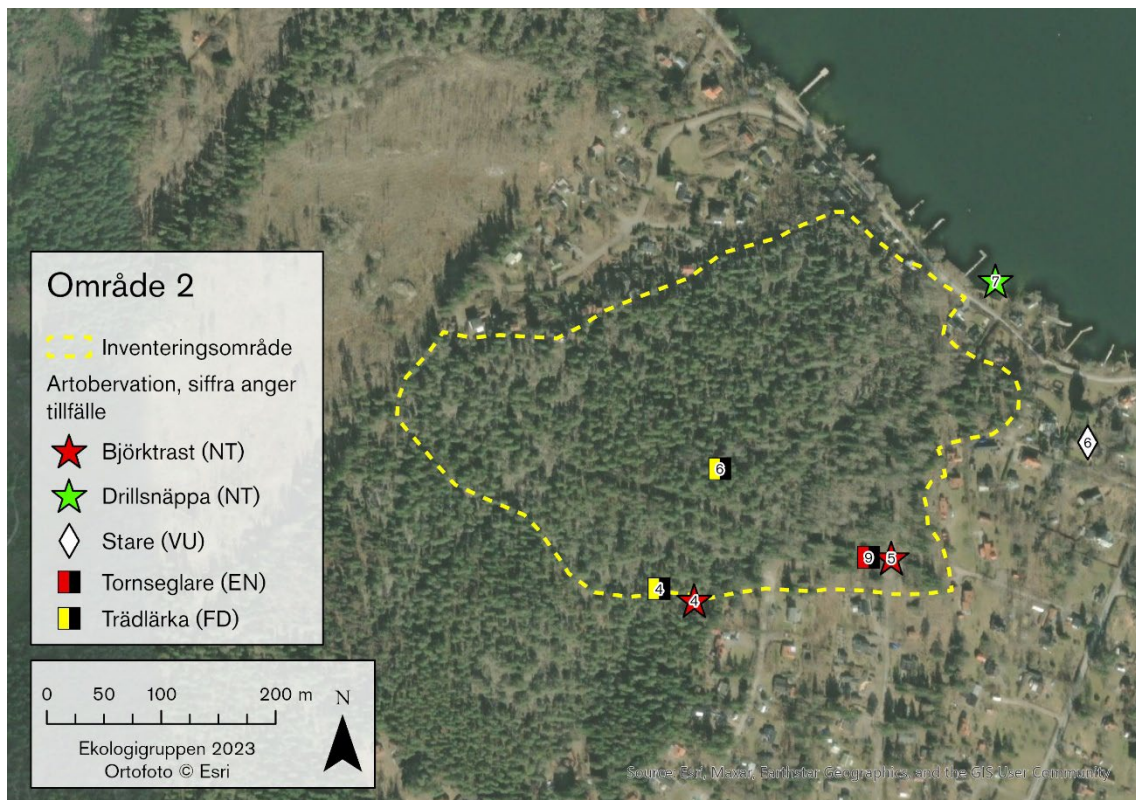 Område 2
Inventeringsområde
Artobervation, siffra anger
tillfälle
Björktrast (NT)
Drillsnäppa (NT)
Stare (VU)
Tornseglare (EN)
Trädlärka (FD)
0 50 100 200 m
N
Ekologigruppen 2023
Ortofoto © Esri
7
6
6
9 5
4
4
Source: Esri, Maxar, Earthstar Geographics, and the GIS User Community